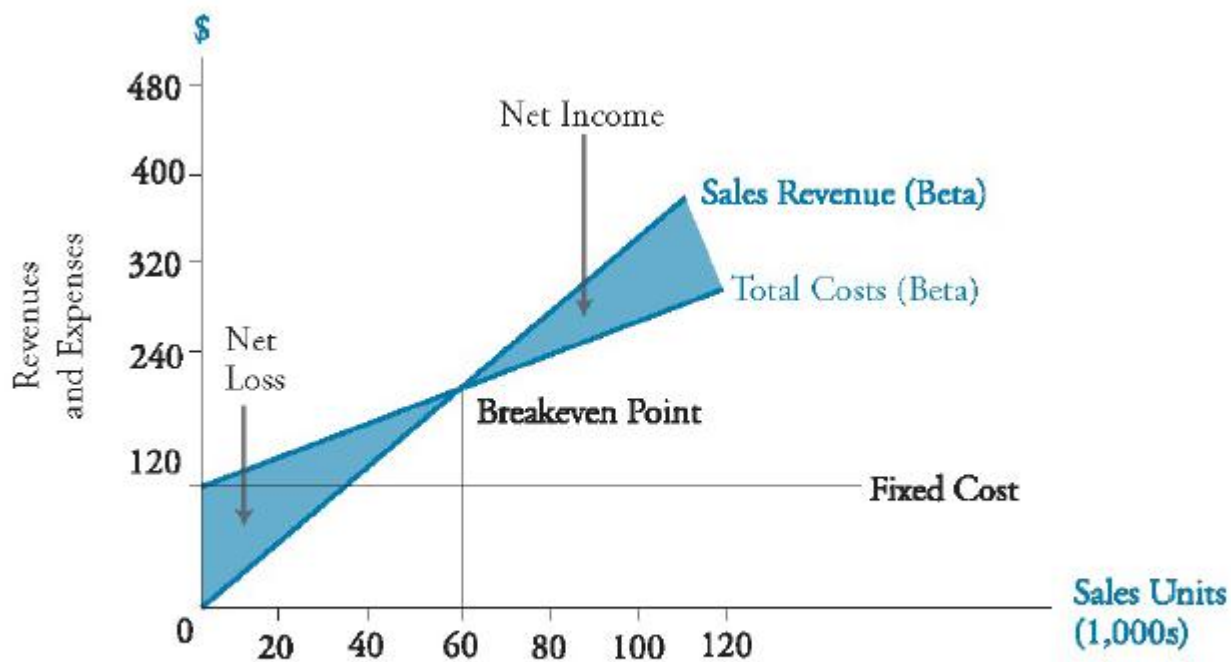 $
480
Net Income
400
Sales Revenue (Beta)
320
Total Costs (Beta)
Revenues
and Expenses
Net
Loss
240
Breakeven Point
120
Fixed Cost
0
20
40
60
80
100
120
Sales Units
(1,000s)